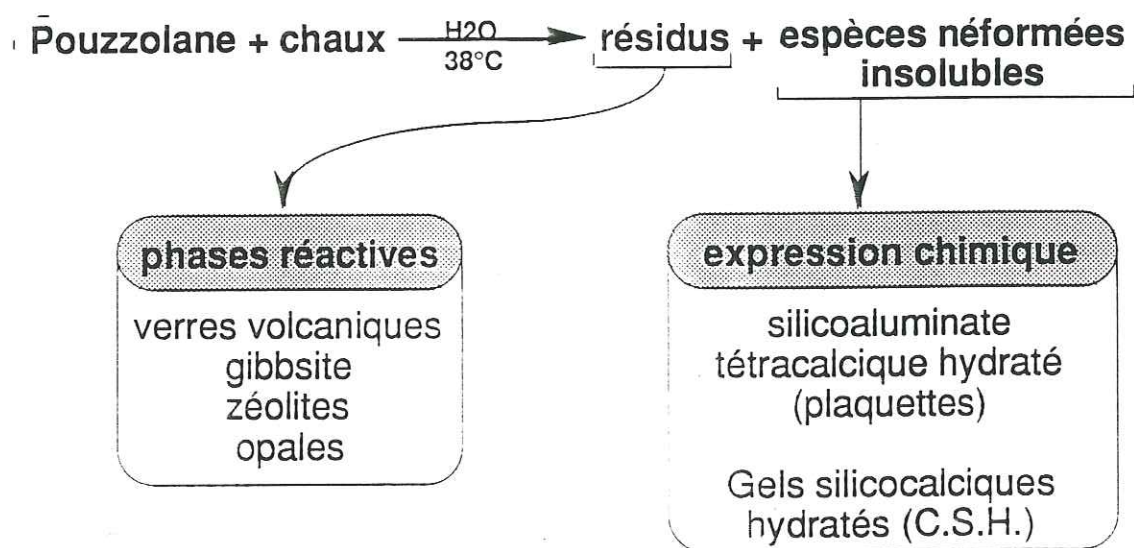 Pouzzolane + chaux H2O 38°C résidus + espèces néformées
insolubles
phases réactives
verres volcaniques
gibbsite
zéolites
opales
expression chimique
silicoaluminate
tétracalcique hydraté
(plaquettes)
Gels silicocalciques
hydratés (C.S.H.)